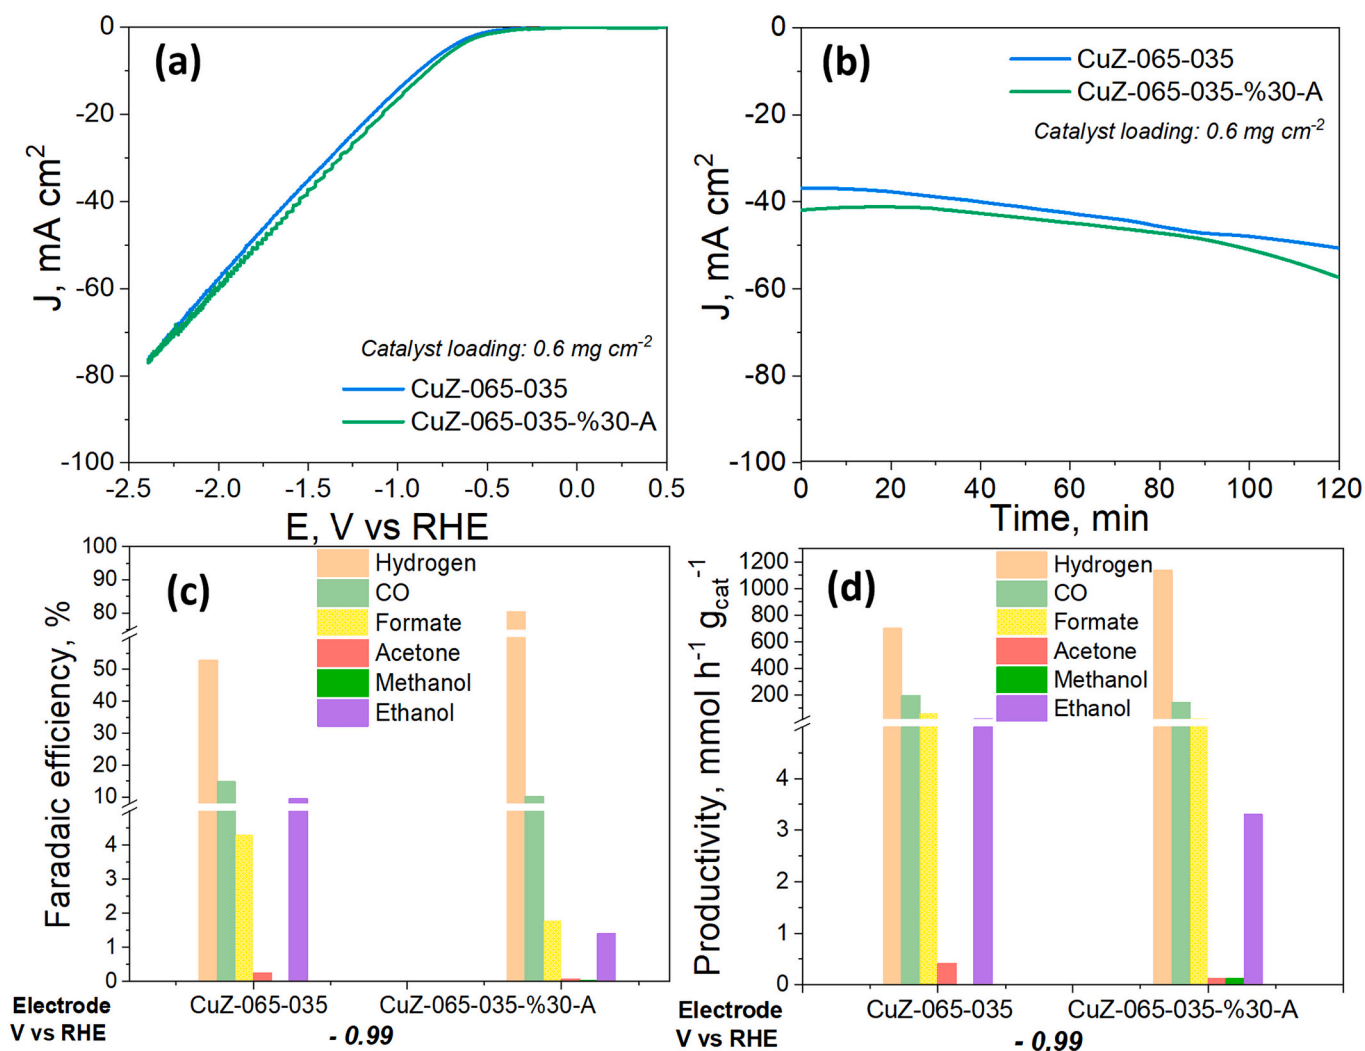 (a)
J, mA cm2
0
-20
-40
-60
-80
-100
Catalyst loading: 0.6 mg cm-2
CuZ-065-035
CuZ-065-035-%30-A
-2.5 -2.0 -1.5 -1.0 -0.5 0.0 0.5
E, V vs RHE
(b)
J, mA cm2
0
-20
-40
-60
-80
-100
CuZ-065-035
CuZ-065-035-%30-A
Catalyst loading: 0.6 mg cm-2
0 20 40 60 80 100 120
Time, min
(c)
Faradaic efficiency, %
100
90
80
70
50
40
30
20
15
10
4
3
2
1
0
Hydrogen
CO
Formate
Acetone
Methanol
Ethanol
Electrode CuZ-065-035 CuZ-065-035-%30-A
V vs RHE - 0.99
(d)
Productivity, mmol h-1 gcat-1
1200
1000
800
600
400
200
4
3
2
1
0
Hydrogen
CO
Formate
Acetone
Methanol
Ethanol
Electrode CuZ-065-035 CuZ-065-035-%30-A
V vs RHE - 0.99